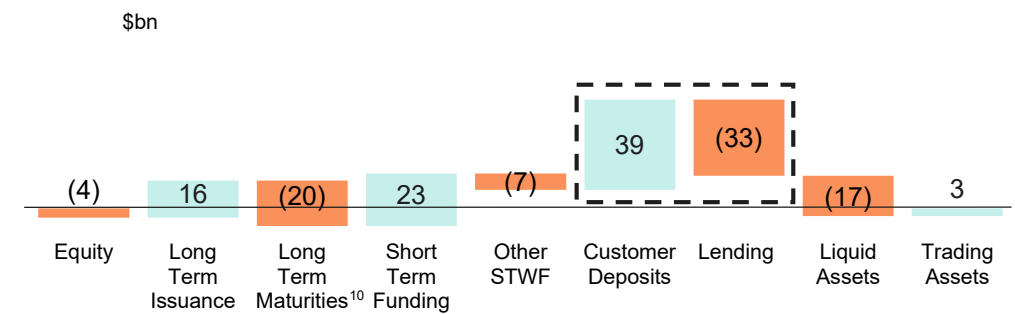 $bn
(4)
16
(20)
23
(7)
39
(33)
(17)
3
Equity
Long
Term
Issuance
Long
Term
Maturities¹⁰
Short
Term
Funding
Other
STWF
Customer
Deposits
Lending
Liquid
Assets
Trading
Assets